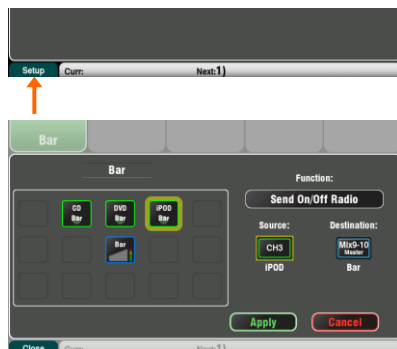 Setup Curr: Next:1)
Bar
Bar
Function:
Send On/Off Radio
CD Bar
DVD Bar
iPOD Bar
Source: Destination:
CH3
Mix9-10
Master
iPOD Bar
Bar
Apply Cancel
Close Curr: Next:1)